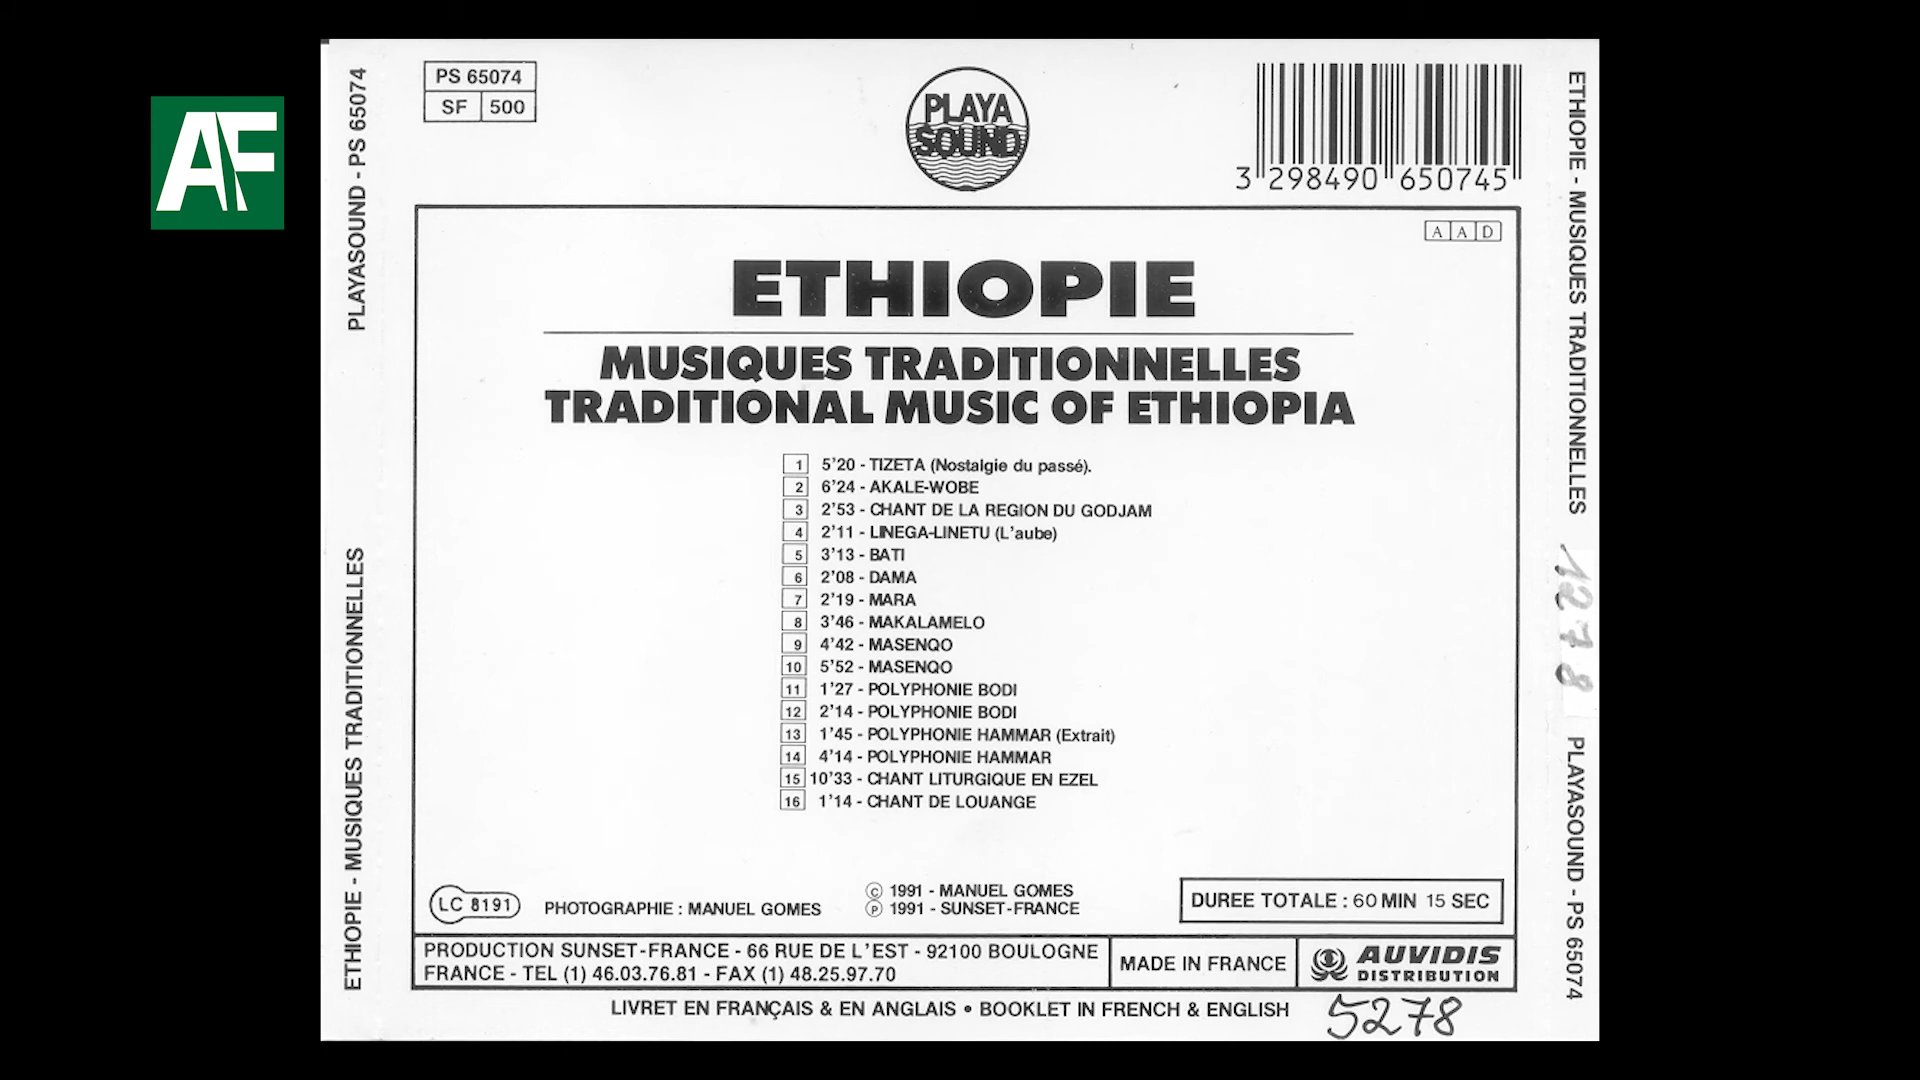 AF
PLAYASOUND - PS 65074
ETHIOPIE - MUSIQUES TRADITIONNELLES
PS 65074
SF 500
PLAYA
SOUND
3 298490 650745
A A D
ETHIOPIE
MUSIQUES TRADITIONNELLES
TRADITIONAL MUSIC OF ETHIOPIA
1 5'20 - TIZETA (Nostalgie du passé).
2 6'24 - AKALE-WOBE
3 2'53 - CHANT DE LA REGION DU GODJAM
4 2'11 - LINEGA-LINETU (L'aube)
5 3'13 - BATI
6 2'08 - DAMA
7 2'19 - MARA
8 3'46 - MAKALAMELO
9 4'42 - MASENQO
10 5'52 - MASENQO
11 1'27 - POLYPHONIE BODI
12 2'14 - POLYPHONIE BODI
13 1'45 - POLYPHONIE HAMMAR (Extrait)
14 4'14 - POLYPHONIE HAMMAR
15 10'33 - CHANT LITURGIQUE EN EZEL
16 1'14 - CHANT DE LOUANGE
LC 8191
PHOTOGRAPHIE : MANUEL GOMES
© 1991 - MANUEL GOMES
℗ 1991 - SUNSET-FRANCE
DUREE TOTALE : 60 MIN 15 SEC
PRODUCTION SUNSET-FRANCE - 66 RUE DE L'EST - 92100 BOULOGNE
FRANCE - TEL (1) 46.03.76.81 - FAX (1) 48.25.97.70
MADE IN FRANCE
AUVIDIS
DISTRIBUTION
LIVRET EN FRANÇAIS & EN ANGLAIS • BOOKLET IN FRENCH & ENGLISH
5278
ETHIOPIE - MUSIQUES TRADITIONNELLES
1278
PLAYASOUND - PS 65074